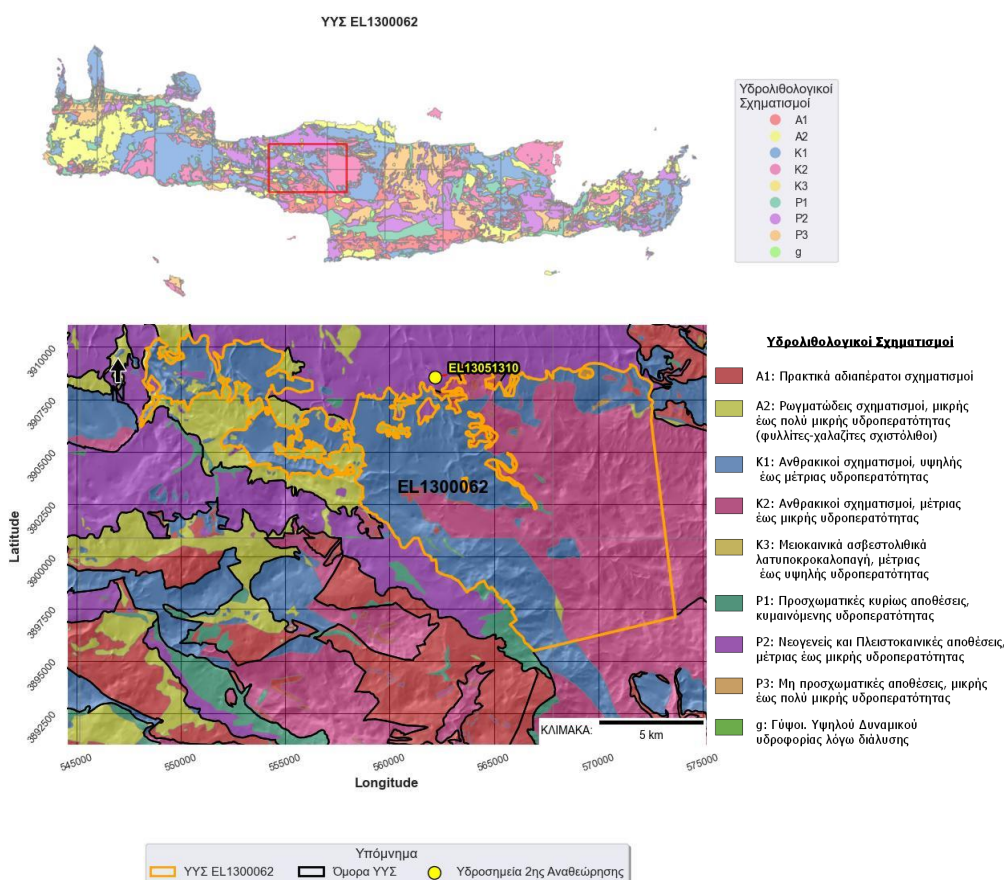 ΥΥΣ EL1300062
Υδρολιθολογικοί
Σχηματισμοί
A1
A2
K1
K2
K3
P1
P2
P3
g
3910000
3907500
3905000
3902500
3900000
3897500
3895000
3892500
Latitude
EL13051310
EL1300062
ΚΛΙΜΑΚΑ:
5 km
545000
550000
555000
560000
565000
570000
575000
Longitude
Υδρολιθολογικοί Σχηματισμοί
A1: Πρακτικά αδιαπέρατοι σχηματισμοί
A2: Ρωγματώδεις σχηματισμοί, μικρής
έως πολύ μικρής υδροπερατότητας
(φυλλίτες-χαλαζίτες σχιστόλιθοι)
K1: Ανθρακικοί σχηματισμοί, υψηλής
έως μέτριας υδροπερατότητας
K2: Ανθρακικοί σχηματισμοί, μέτριας
έως μικρής υδροπερατότητας
K3: Μειοκαινικά ασβεστολιθικά
λατυποκροκαλοπαγή, μέτριας
έως υψηλής υδροπερατότητας
P1: Προσχωματικές κυρίως αποθέσεις,
κυμαινόμενης υδροπερατότητας
P2: Νεογενείς και Πλειστοκαινικές αποθέσεις,
μέτριας έως μικρής υδροπερατότητας
P3: Μη προσχωματικές αποθέσεις, μικρής
έως πολύ μικρής υδροπερατότητας
g: Γύψοι. Υψηλού Δυναμικού
υδροφορίας λόγω διάλυσης
Υπόμνημα
ΥΥΣ EL1300062
Όμορα ΥΥΣ
Υδροσημεία 2ης Αναθεώρησης